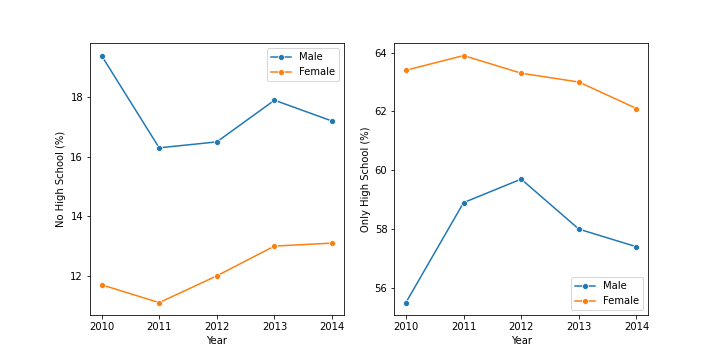 No High School (%)
18
16
14
12
2010 2011 2012 2013 2014
Year
Male
Female
Only High School (%)
64
62
60
58
56
2010 2011 2012 2013 2014
Year
Male
Female